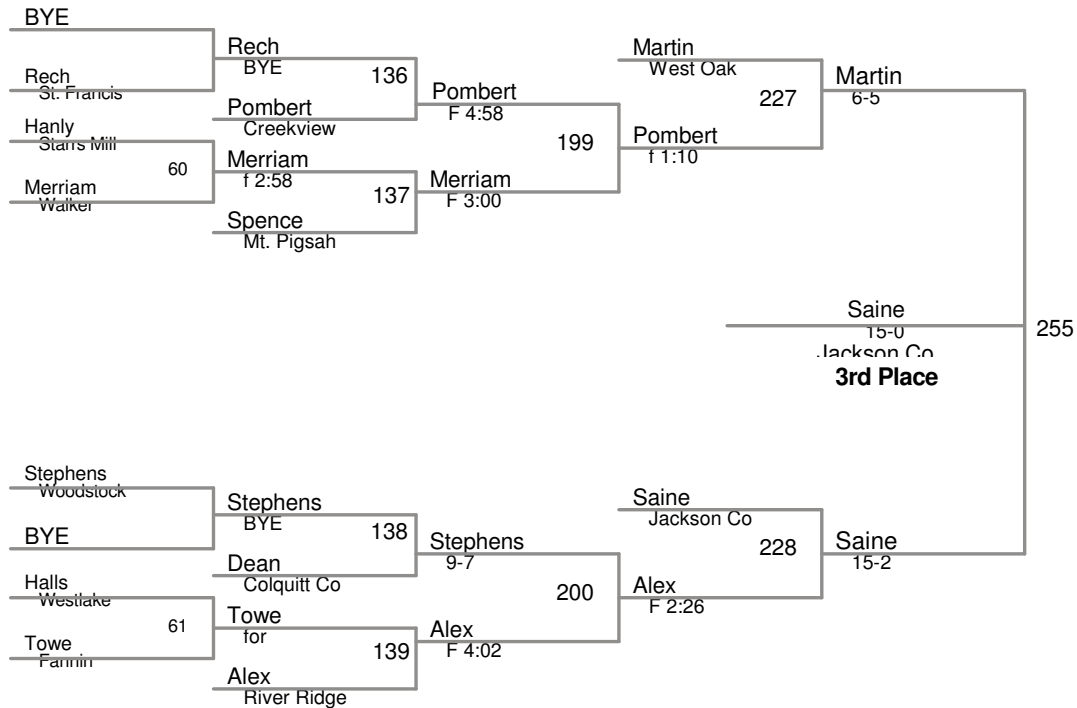 BYE
Rech
St. Francis
Hanly
Starrs Mill
60
Merriam
Walker
Rech
BYE
136
Pombert
Creekview
Merriam
f 2:58
137
Spence
Mt. Pigsah
Pombert
F 4:58
199
Merriam
F 3:00
Martin
West Oak
227
Pombert
f 1:10
Martin
6-5
Saine
15-0
Jackson Co
3rd Place
255
Stephens
Woodstock
BYE
Halls
Westlake
61
Towe
Fannin
Stephens
BYE
138
Dean
Colquitt Co
Towe
for
139
Alex
River Ridge
Stephens
9-7
200
Alex
F 4:02
Saine
Jackson Co
228
Alex
F 2:26
Saine
15-2